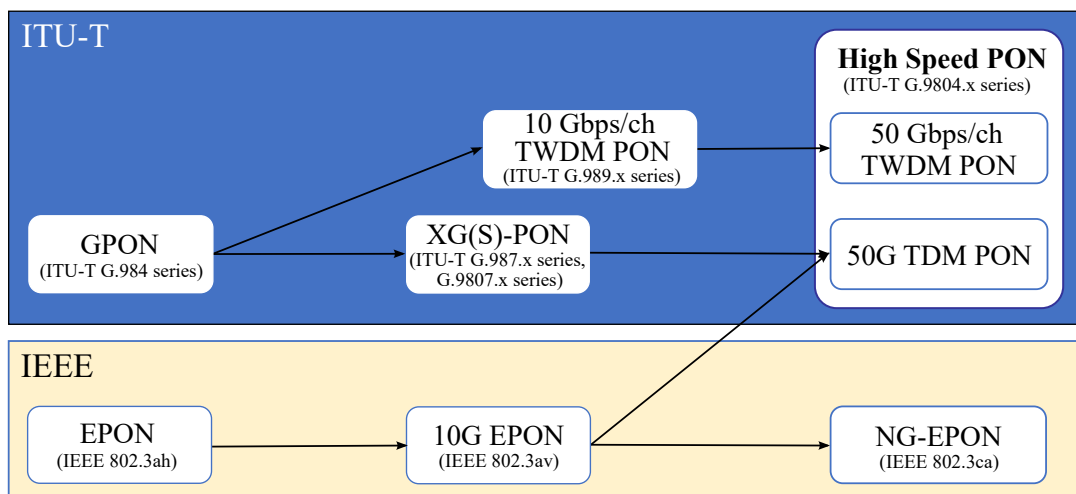 ITU-T
High Speed PON
(ITU-T G.9804.x series)
10 Gbps/ch
TWDM PON
(ITU-T G.989.x series)
50 Gbps/ch
TWDM PON
GPON
(ITU-T G.984 series)
XG(S)-PON
(ITU-T G.987.x series,
G.9807.x series)
50G TDM PON
IEEE
EPON
(IEEE 802.3ah)
10G EPON
(IEEE 802.3av)
NG-EPON
(IEEE 802.3ca)